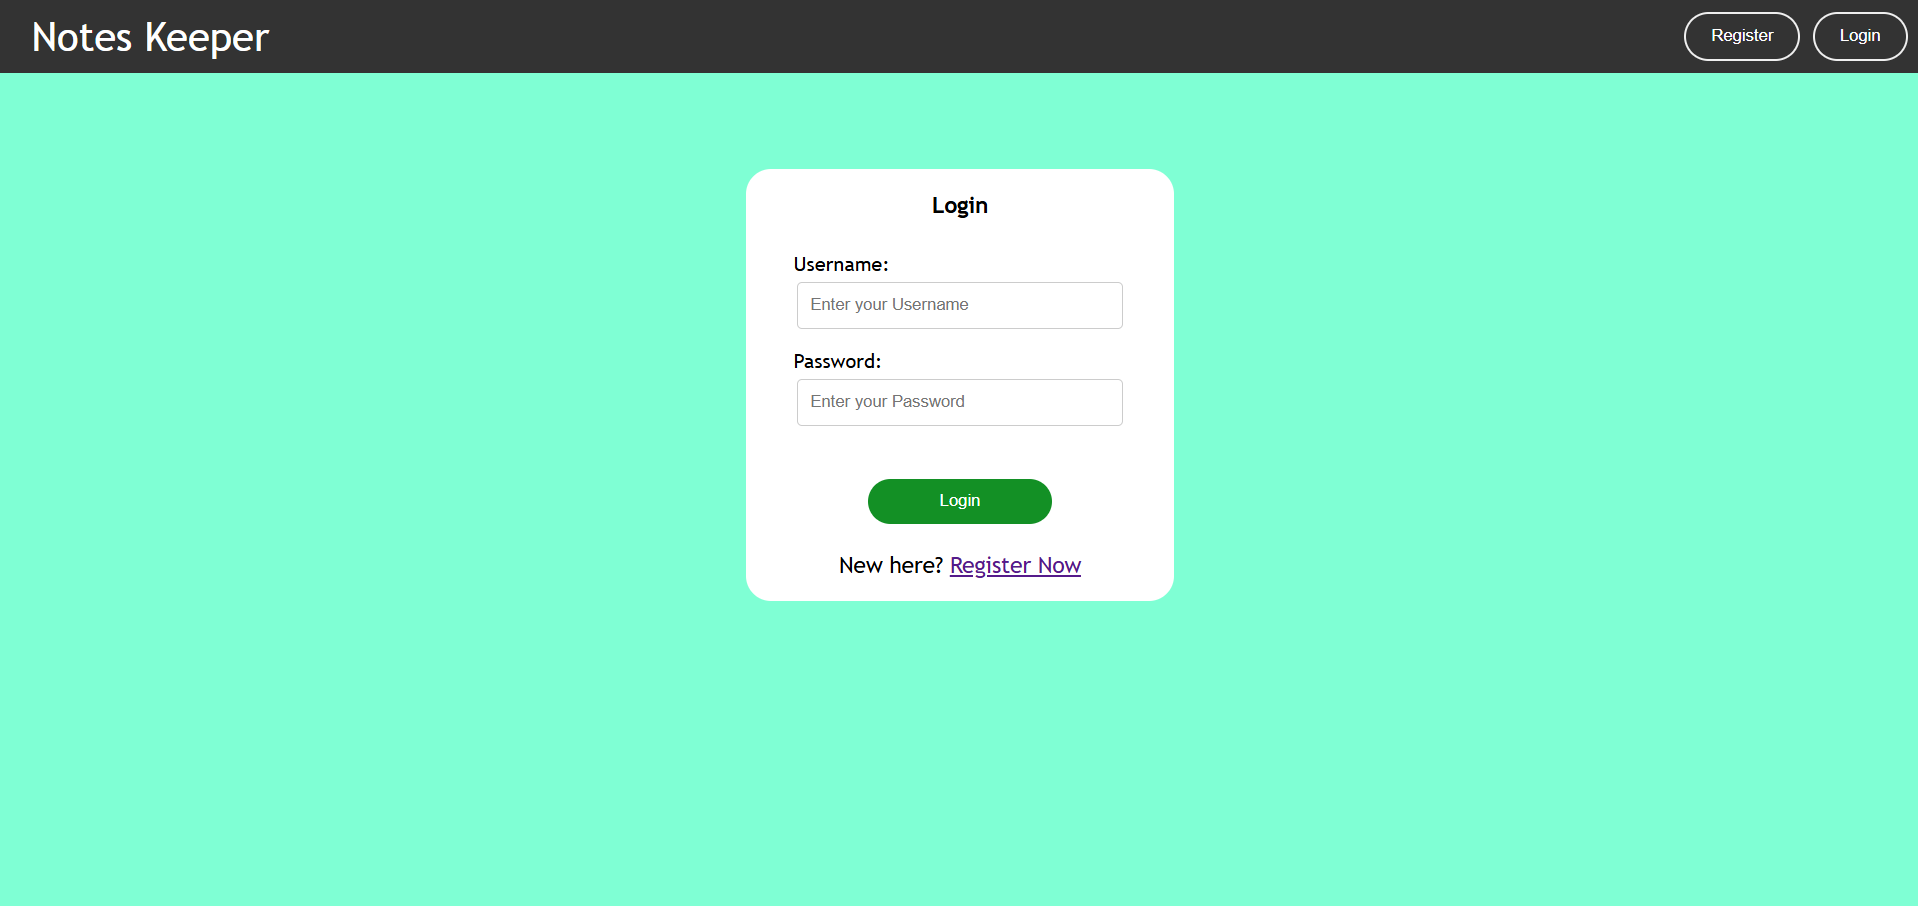 Notes Keeper
Register
Login
Login
Username:
Enter your Username
Password:
Enter your Password
Login
New here? Register Now